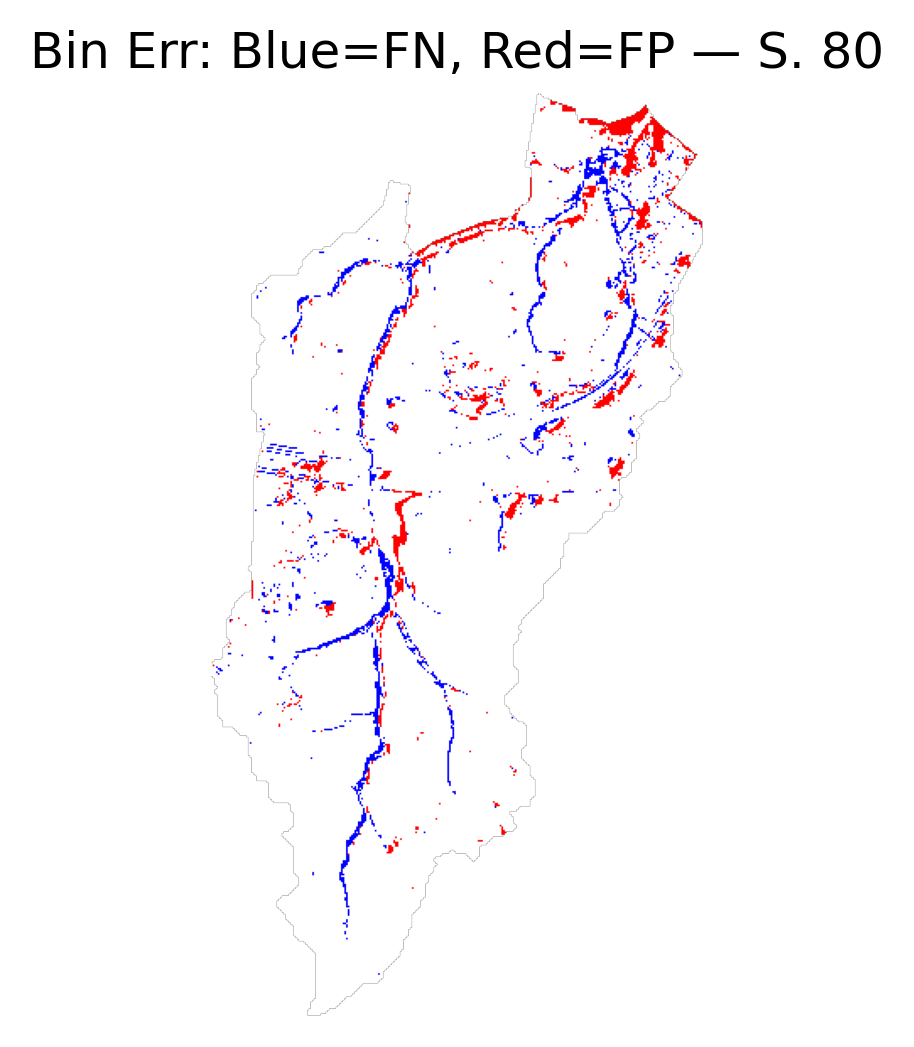 Bin Err: Blue=FN, Red=FP — S. 80